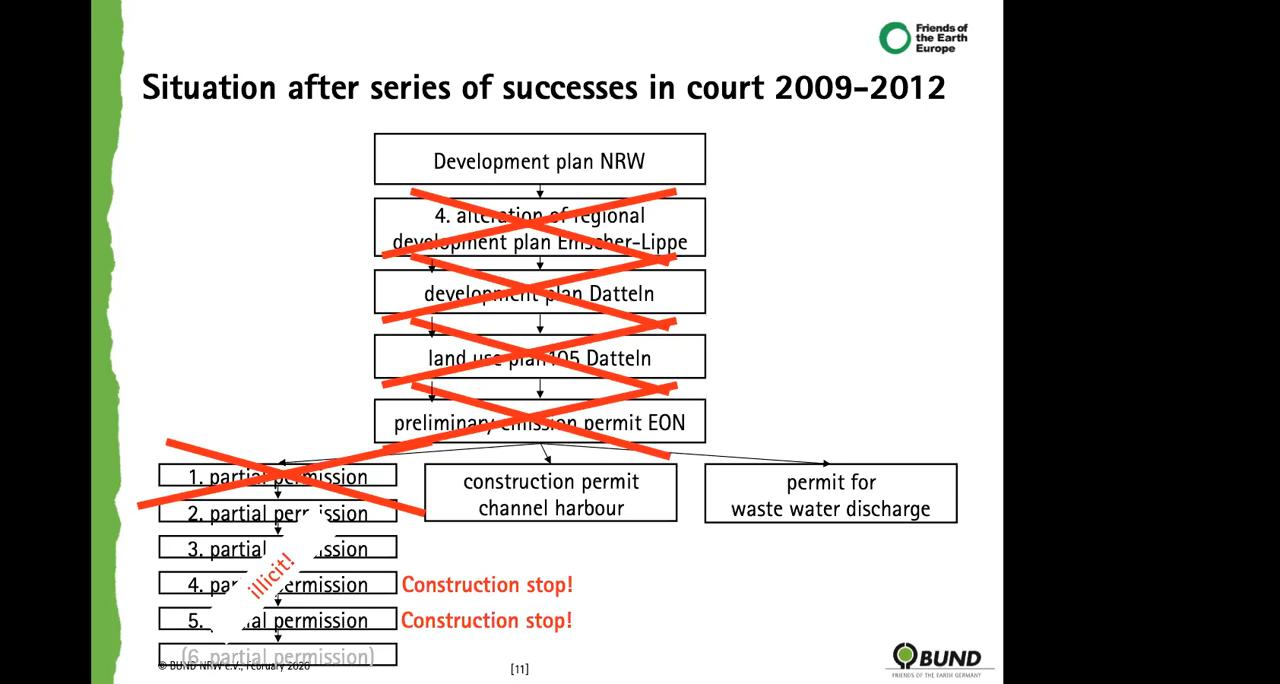 Friends of
the Earth
Europe
Situation after series of successes in court 2009-2012
Development plan NRW
4. alteration of regional
development plan Emscher-Lippe
development plan Datteln
land use plan 105 Datteln
preliminary emission permit EON
1. partial permission
2. partial permission
3. partial permission
4. partial permission
5. partial permission
(6. partial permission)
illicit!
Construction stop!
Construction stop!
construction permit
channel harbour
permit for
waste water discharge
© BUND NRW e.V., February 2020
[11]
BUND
FRIENDS OF THE EARTH GERMANY